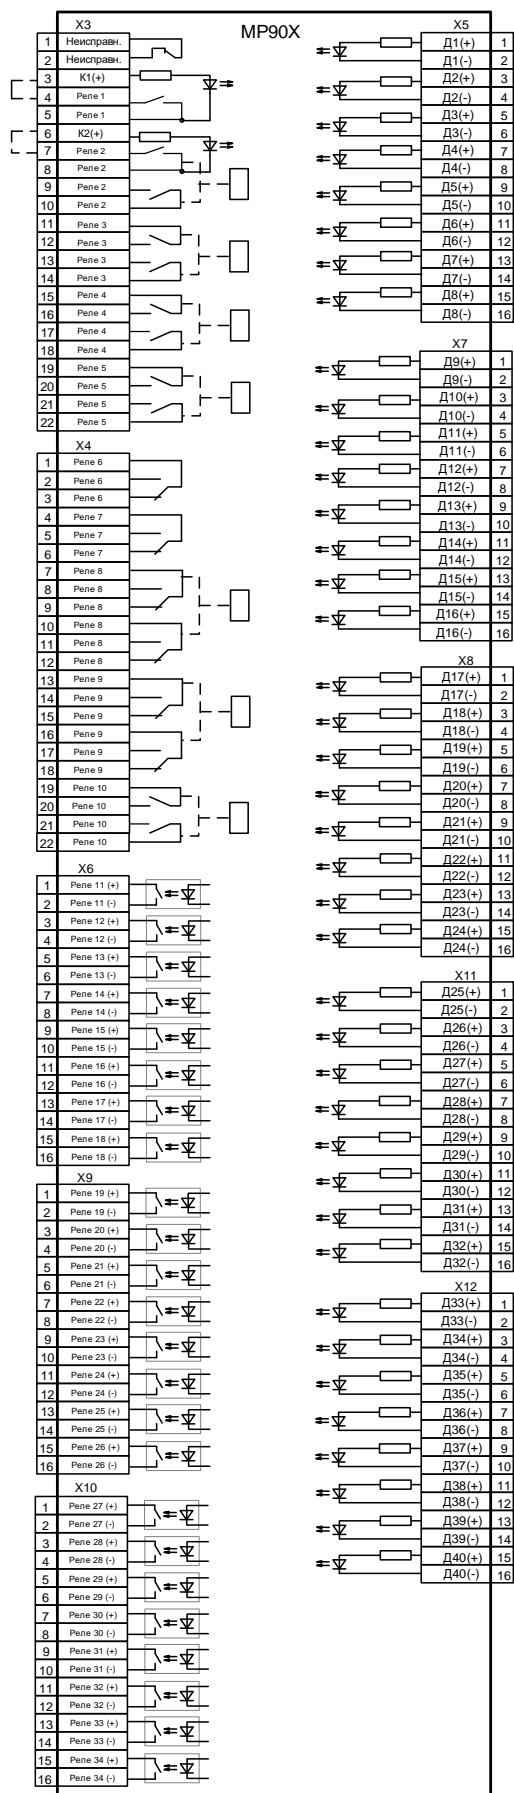 МР90Х
X3
1 Неисправн.
2 Неисправн.
3 К1(+)
4 Реле 1
5 Реле 1
6 К2(+)
7 Реле 2
8 Реле 2
9 Реле 2
10 Реле 2
11 Реле 3
12 Реле 3
13 Реле 3
14 Реле 3
15 Реле 4
16 Реле 4
17 Реле 4
18 Реле 4
19 Реле 5
20 Реле 5
21 Реле 5
22 Реле 5
X4
1 Реле 6
2 Реле 6
3 Реле 6
4 Реле 7
5 Реле 7
6 Реле 7
7 Реле 8
8 Реле 8
9 Реле 8
10 Реле 8
11 Реле 8
12 Реле 8
13 Реле 9
14 Реле 9
15 Реле 9
16 Реле 9
17 Реле 9
18 Реле 9
19 Реле 10
20 Реле 10
21 Реле 10
22 Реле 10
X6
1 Реле 11 (+)
2 Реле 11 (-)
3 Реле 12 (+)
4 Реле 12 (-)
5 Реле 13 (+)
6 Реле 13 (-)
7 Реле 14 (+)
8 Реле 14 (-)
9 Реле 15 (+)
10 Реле 15 (-)
11 Реле 16 (+)
12 Реле 16 (-)
13 Реле 17 (+)
14 Реле 17 (-)
15 Реле 18 (+)
16 Реле 18 (-)
X9
1 Реле 19 (+)
2 Реле 19 (-)
3 Реле 20 (+)
4 Реле 20 (-)
5 Реле 21 (+)
6 Реле 21 (-)
7 Реле 22 (+)
8 Реле 22 (-)
9 Реле 23 (+)
10 Реле 23 (-)
11 Реле 24 (+)
12 Реле 24 (-)
13 Реле 25 (+)
14 Реле 25 (-)
15 Реле 26 (+)
16 Реле 26 (-)
X10
1 Реле 27 (+)
2 Реле 27 (-)
3 Реле 28 (+)
4 Реле 28 (-)
5 Реле 29 (+)
6 Реле 29 (-)
7 Реле 30 (+)
8 Реле 30 (-)
9 Реле 31 (+)
10 Реле 31 (-)
11 Реле 32 (+)
12 Реле 32 (-)
13 Реле 33 (+)
14 Реле 33 (-)
15 Реле 34 (+)
16 Реле 34 (-)
X5
Д1(+) 1
Д1(-) 2
Д2(+) 3
Д2(-) 4
Д3(+) 5
Д3(-) 6
Д4(+) 7
Д4(-) 8
Д5(+) 9
Д5(-) 10
Д6(+) 11
Д6(-) 12
Д7(+) 13
Д7(-) 14
Д8(+) 15
Д8(-) 16
X7
Д9(+) 1
Д9(-) 2
Д10(+) 3
Д10(-) 4
Д11(+) 5
Д11(-) 6
Д12(+) 7
Д12(-) 8
Д13(+) 9
Д13(-) 10
Д14(+) 11
Д14(-) 12
Д15(+) 13
Д15(-) 14
Д16(+) 15
Д16(-) 16
X8
Д17(+) 1
Д17(-) 2
Д18(+) 3
Д18(-) 4
Д19(+) 5
Д19(-) 6
Д20(+) 7
Д20(-) 8
Д21(+) 9
Д21(-) 10
Д22(+) 11
Д22(-) 12
Д23(+) 13
Д23(-) 14
Д24(+) 15
Д24(-) 16
X11
Д25(+) 1
Д25(-) 2
Д26(+) 3
Д26(-) 4
Д27(+) 5
Д27(-) 6
Д28(+) 7
Д28(-) 8
Д29(+) 9
Д29(-) 10
Д30(+) 11
Д30(-) 12
Д31(+) 13
Д31(-) 14
Д32(+) 15
Д32(-) 16
X12
Д33(+) 1
Д33(-) 2
Д34(+) 3
Д34(-) 4
Д35(+) 5
Д35(-) 6
Д36(+) 7
Д36(-) 8
Д37(+) 9
Д37(-) 10
Д38(+) 11
Д38(-) 12
Д39(+) 13
Д39(-) 14
Д40(+) 15
Д40(-) 16